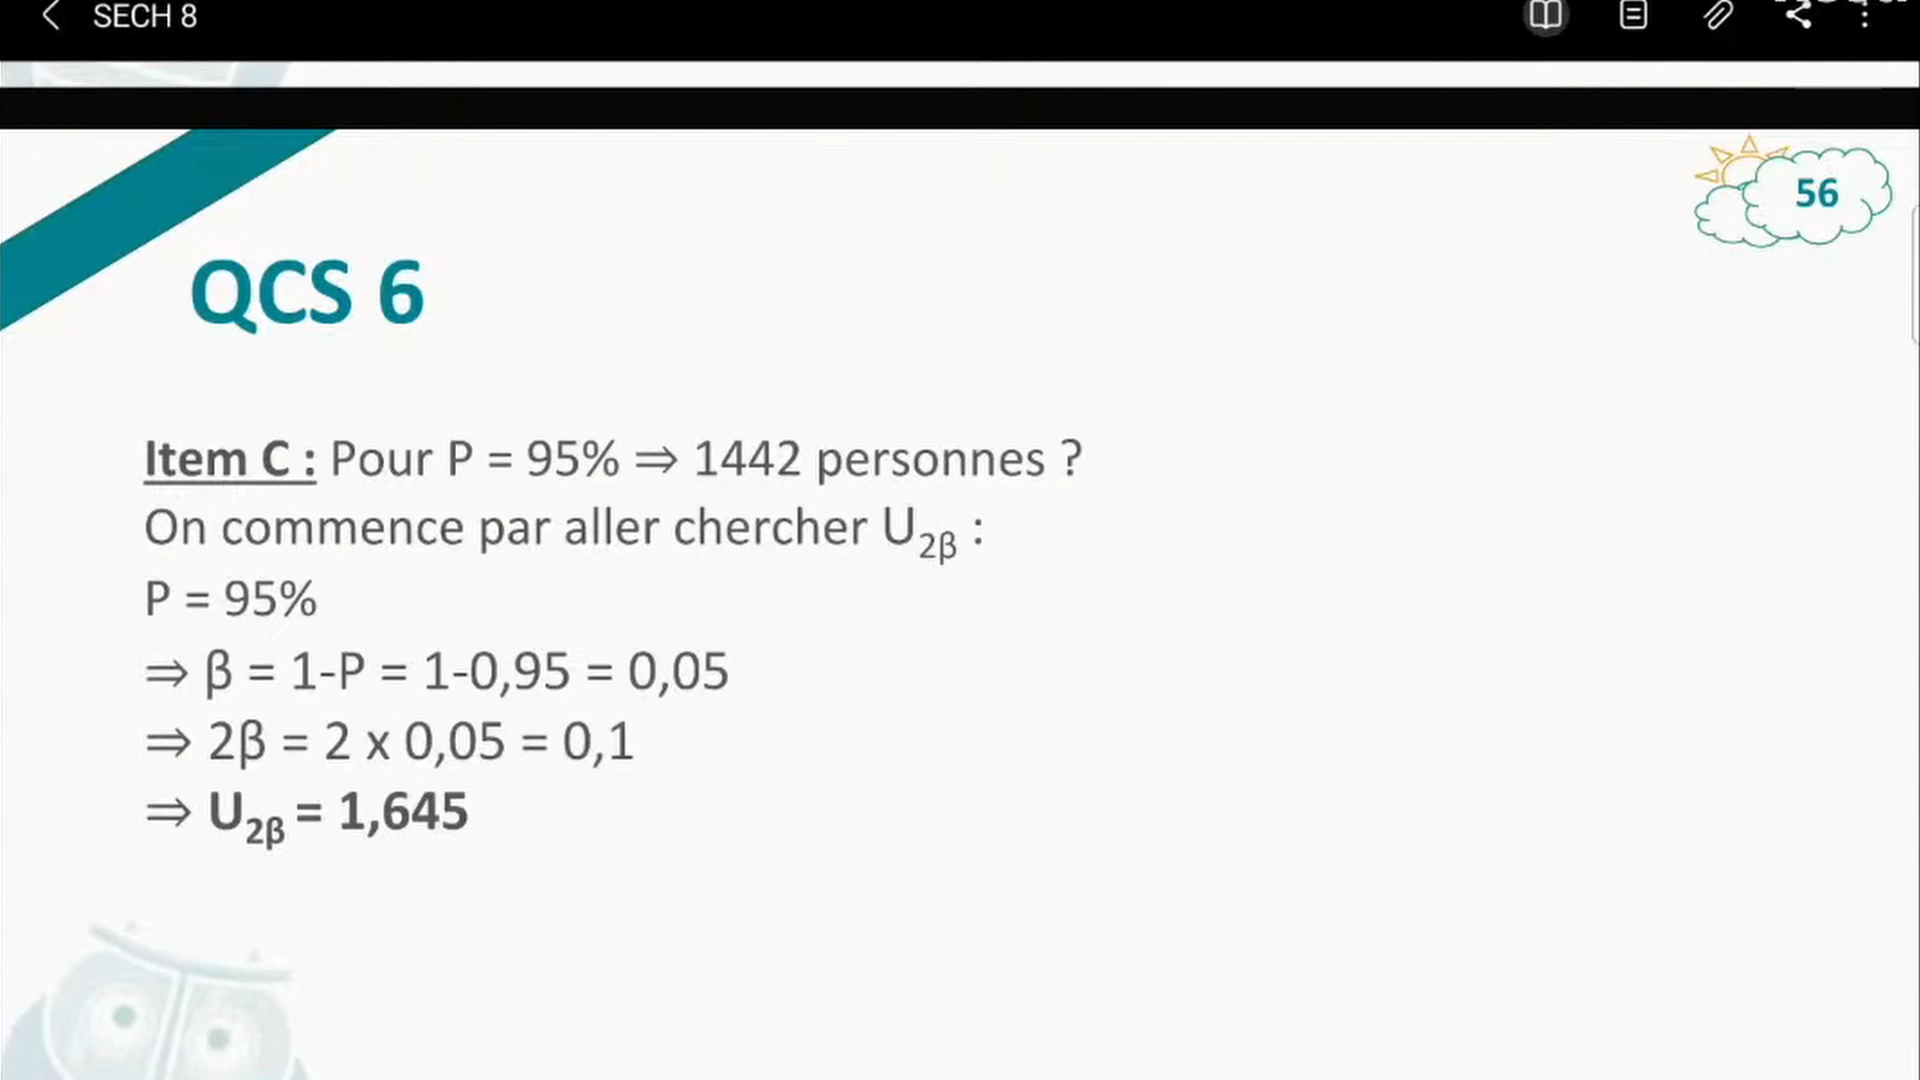 SECH 8
56
QCS 6
Item C : Pour P = 95% ⇒ 1442 personnes ?
On commence par aller chercher U₂ᵦ :
P = 95%
⇒ β = 1-P = 1-0,95 = 0,05
⇒ 2β = 2 x 0,05 = 0,1
⇒ U₂ᵦ = 1,645